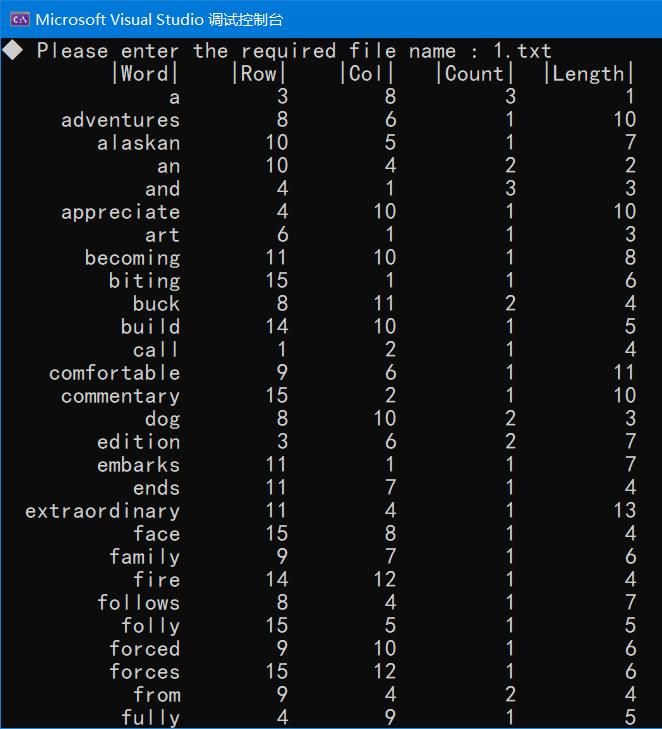 Microsoft Visual Studio 调试控制台
◆ Please enter the required file name : 1.txt
|Word| |Row| |Col| |Count| |Length|
a 3 8 3 1
adventures 8 6 1 10
alaskan 10 5 1 7
an 10 4 2 2
and 4 1 3 3
appreciate 4 10 1 10
art 6 1 1 3
becoming 11 10 1 8
biting 15 1 1 6
buck 8 11 2 4
build 14 10 1 5
call 1 2 1 4
comfortable 9 6 1 11
commentary 15 2 1 10
dog 8 10 2 3
edition 3 6 2 7
embarks 11 1 1 7
ends 11 7 1 4
extraordinary 11 4 1 13
face 15 8 1 4
family 9 7 1 6
fire 14 12 1 4
follows 8 4 1 7
folly 15 5 1 5
forced 9 10 1 6
forces 15 12 1 6
from 9 4 2 4
fully 4 9 1 5